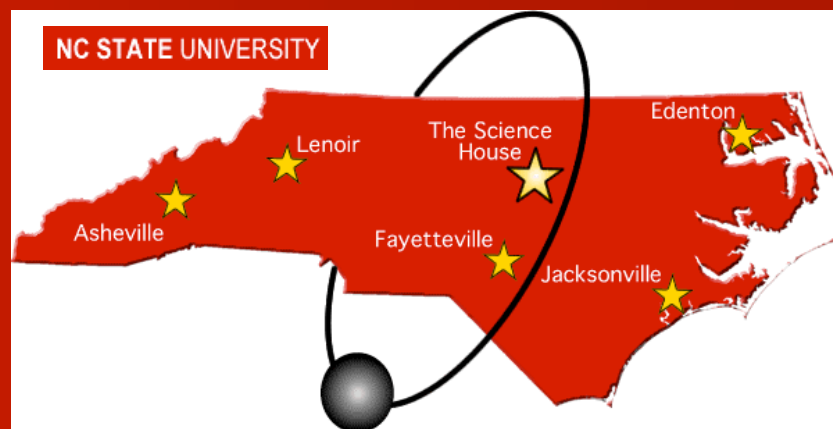 NC STATE UNIVERSITY
Edenton
The Science
House
Lenoir
Asheville
Fayetteville
Jacksonville